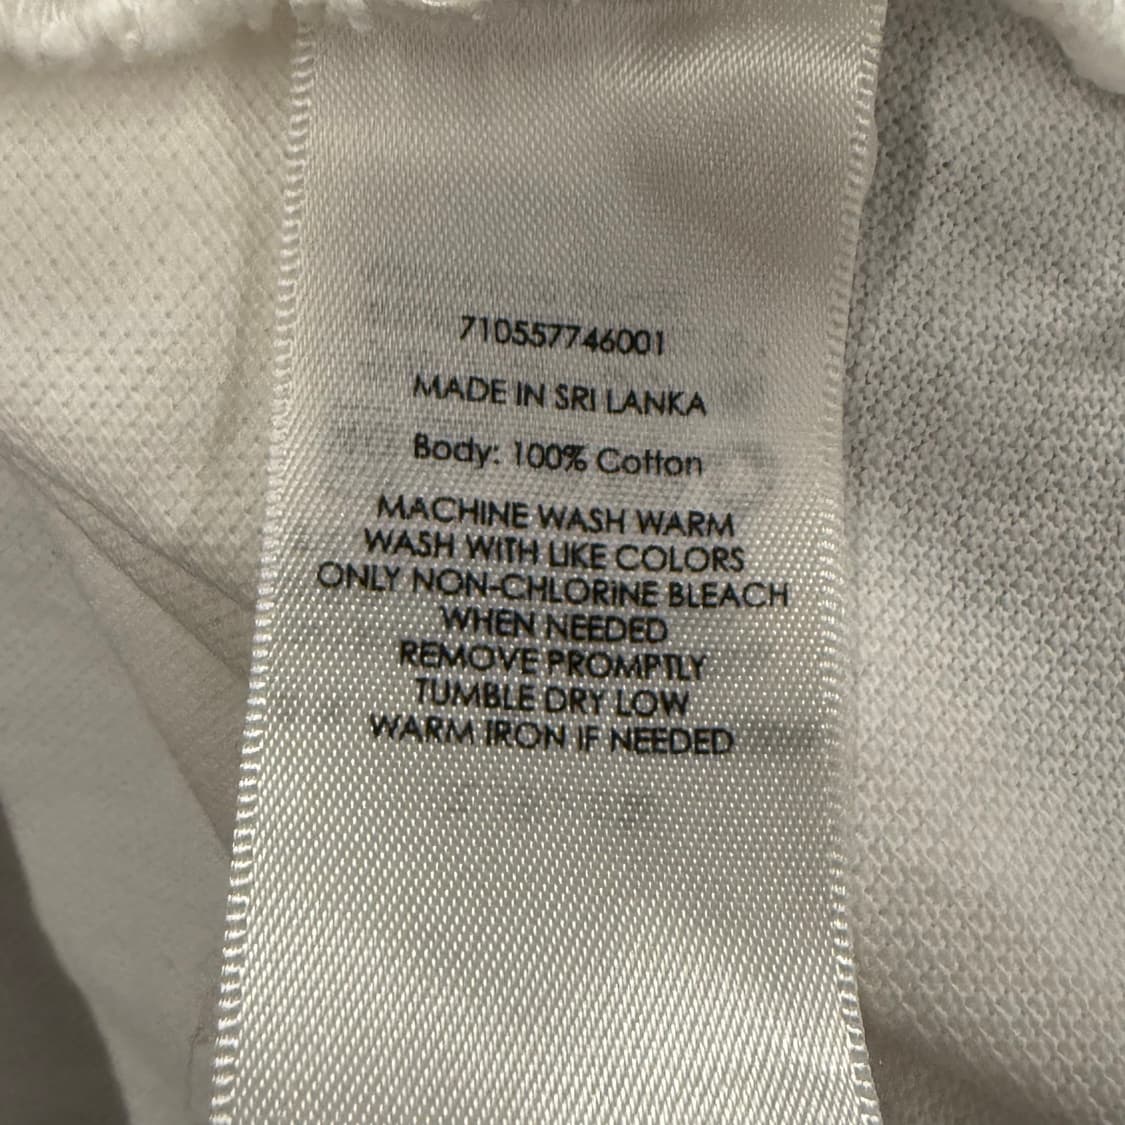 710557746001
MADE IN SRI LANKA
Body: 100% Cotton
MACHINE WASH WARM
WASH WITH LIKE COLORS
ONLY NON-CHLORINE BLEACH
WHEN NEEDED
REMOVE PROMPTLY
TUMBLE DRY LOW
WARM IRON IF NEEDED